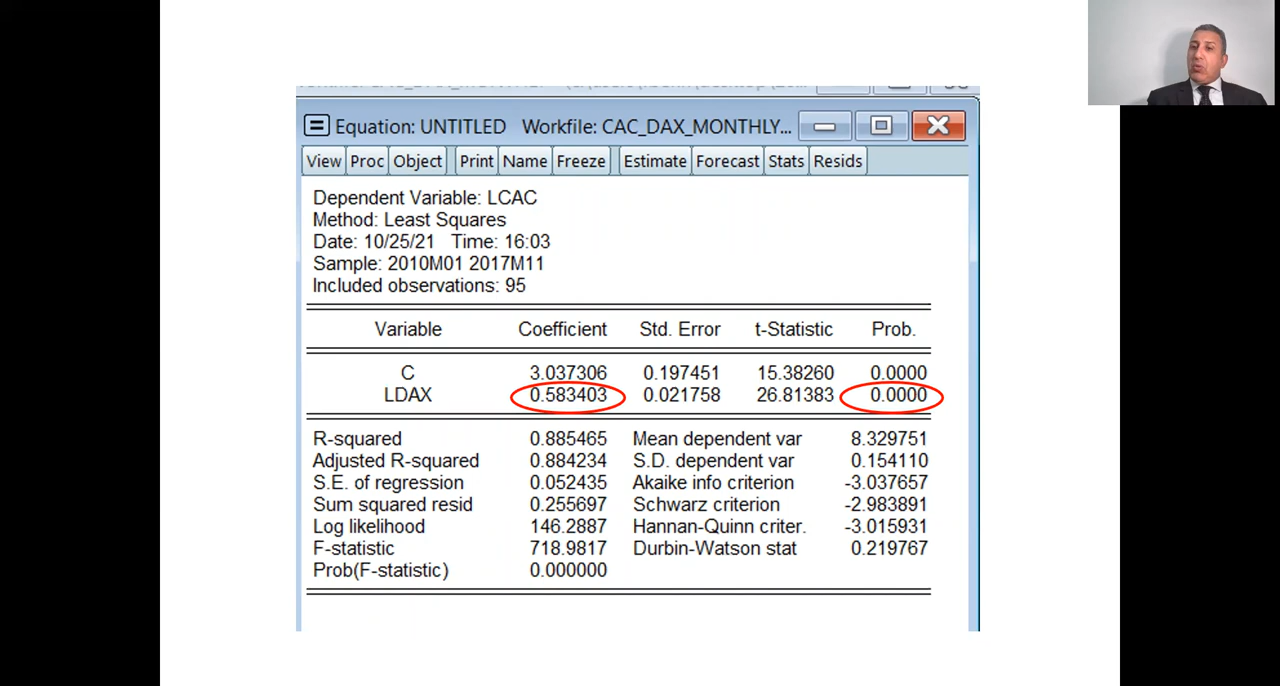 Equation: UNTITLED Workfile: CAC_DAX_MONTHLY...
View Proc Object Print Name Freeze Estimate Forecast Stats Resids
Dependent Variable: LCAC
Method: Least Squares
Date: 10/25/21 Time: 16:03
Sample: 2010M01 2017M11
Included observations: 95
Variable Coefficient Std. Error t-Statistic Prob.
C 3.037306 0.197451 15.38260 0.0000
LDAX 0.583403 0.021758 26.81383 0.0000
R-squared 0.885465 Mean dependent var 8.329751
Adjusted R-squared 0.884234 S.D. dependent var 0.154110
S.E. of regression 0.052435 Akaike info criterion -3.037657
Sum squared resid 0.255697 Schwarz criterion -2.983891
Log likelihood 146.2887 Hannan-Quinn criter. -3.015931
F-statistic 718.9817 Durbin-Watson stat 0.219767
Prob(F-statistic) 0.000000